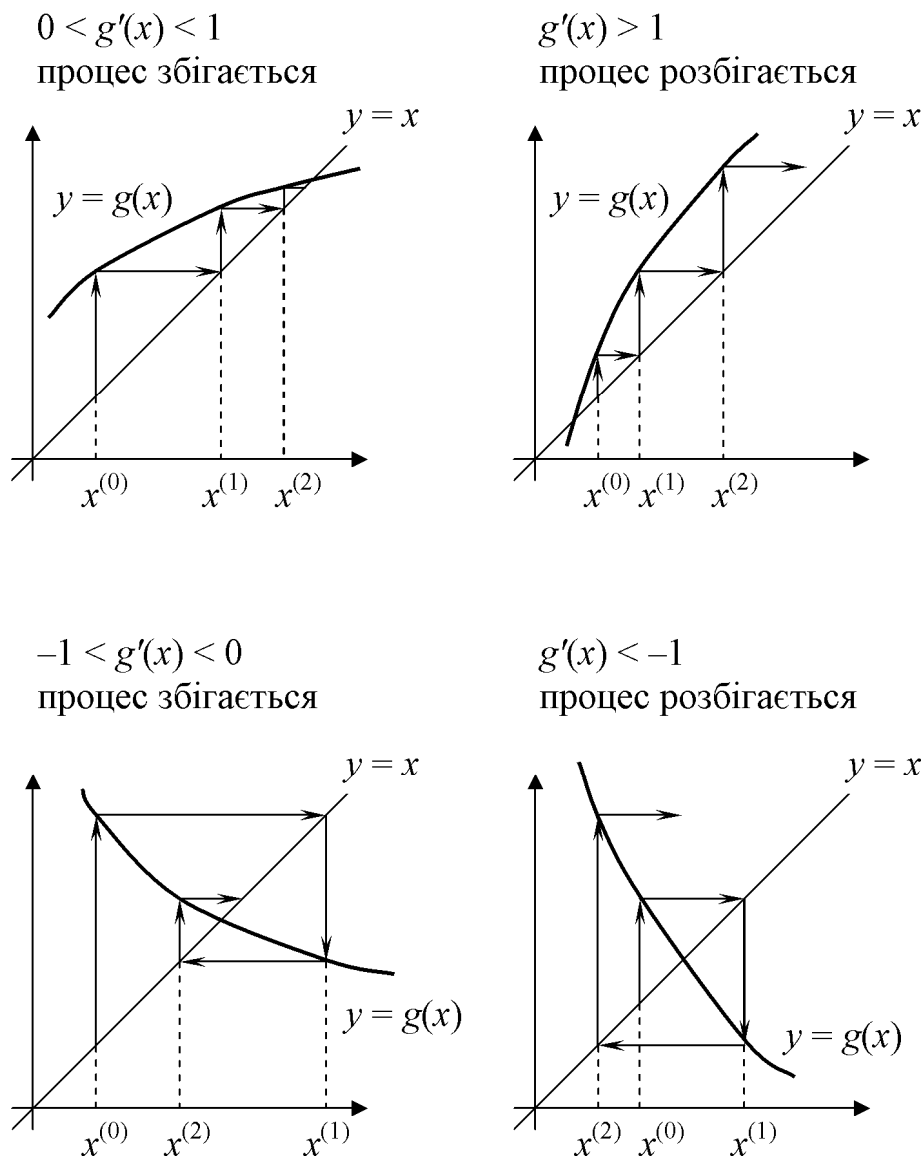 0 < g′(x) < 1
процес збігається
y = x
y = g(x)
x⁽⁰⁾ x⁽¹⁾ x⁽²⁾
g′(x) > 1
процес розбігається
y = x
y = g(x)
x⁽⁰⁾ x⁽¹⁾ x⁽²⁾
–1 < g′(x) < 0
процес збігається
y = x
y = g(x)
x⁽⁰⁾ x⁽²⁾ x⁽¹⁾
g′(x) < –1
процес розбігається
y = x
y = g(x)
x⁽²⁾ x⁽⁰⁾ x⁽¹⁾